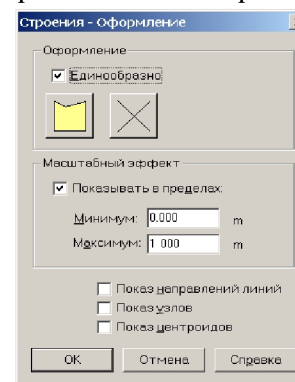 Строения - Оформление
Оформление
Единообразно
Масштабный эффект
Показывать в пределах:
Минимум: 0.000 m
Максимум: 1 000 m
Показ направлений линий
Показ узлов
Показ центроидов
OK Отмена Справка